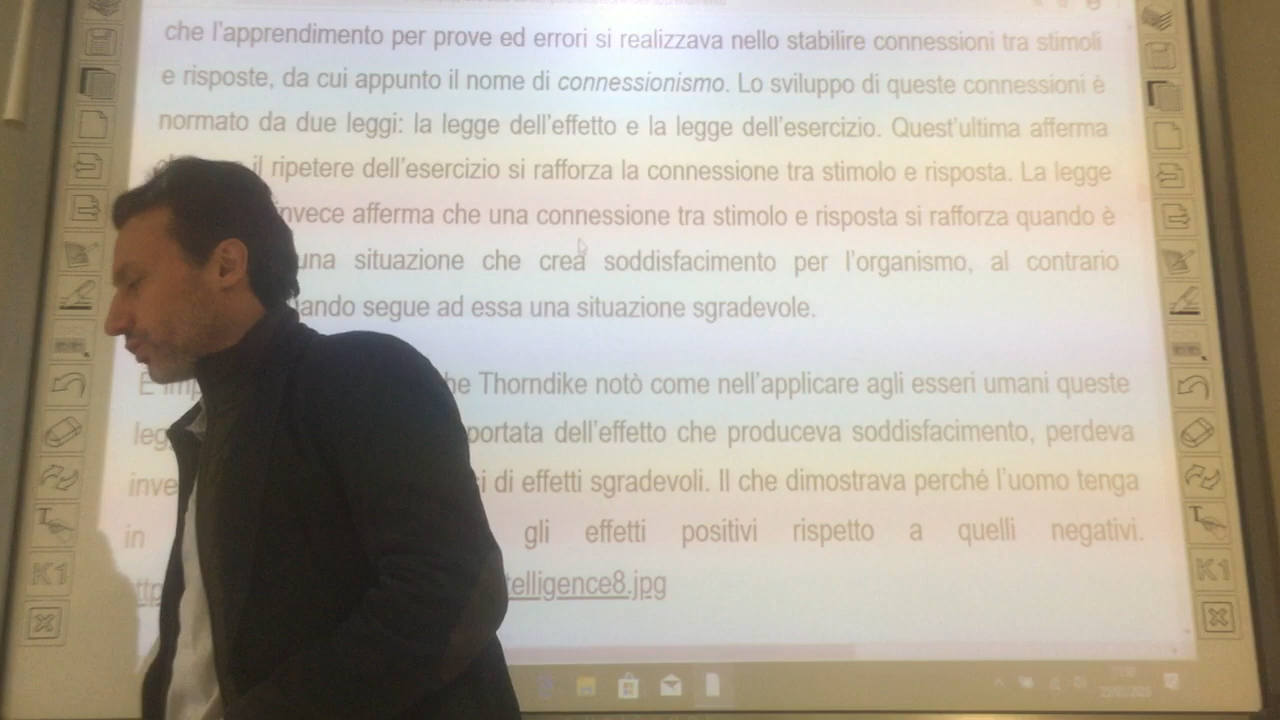 che l'apprendimento per prove ed errori si realizzava nello stabilire connessioni tra stimoli
e risposte, da cui appunto il nome di connessionismo. Lo sviluppo di queste connessioni è
normato da due leggi: la legge dell'effetto e la legge dell'esercizio. Quest'ultima afferma
il ripetere dell'esercizio si rafforza la connessione tra stimolo e risposta. La legge
invece afferma che una connessione tra stimolo e risposta si rafforza quando è
una situazione che crea soddisfacimento per l'organismo, al contrario
segue ad essa una situazione sgradevole.
Thorndike notò come nell'applicare agli esseri umani queste
portata dell'effetto che produceva soddisfacimento, perdeva
di effetti sgradevoli. Il che dimostrava perché l'uomo tenga
in gli effetti positivi rispetto a quelli negativi.
telligence8.jpg
K1
K1